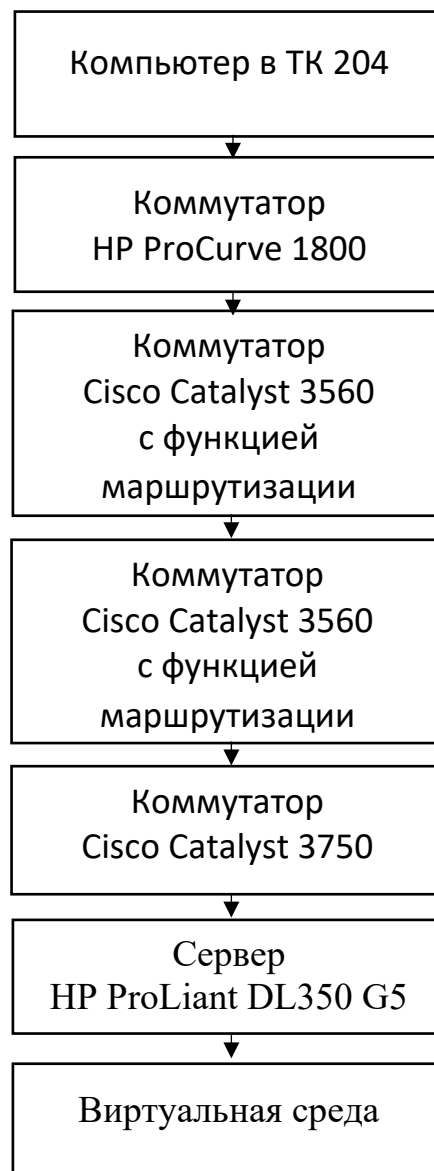 Компьютер в ТК 204
Коммутатор
HP ProCurve 1800
Коммутатор
Cisco Catalyst 3560
с функцией
маршрутизации
Коммутатор
Cisco Catalyst 3560
с функцией
маршрутизации
Коммутатор
Cisco Catalyst 3750
Сервер
HP ProLiant DL350 G5
Виртуальная среда